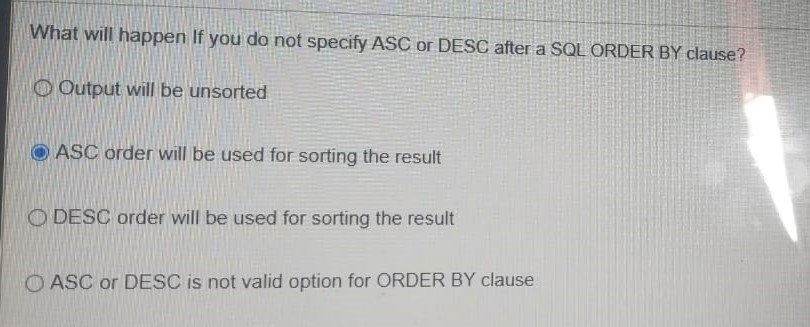 What will happen If you do not specify ASC or DESC after a SQL ORDER BY clause?
Output will be unsorted
ASC order will be used for sorting the result
DESC order will be used for sorting the result
ASC or DESC is not valid option for ORDER BY clause